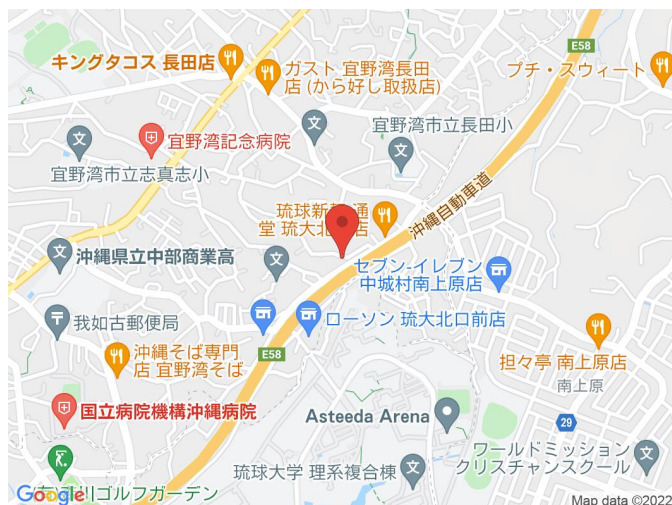 E58
キングタコス 長田店
ガスト 宜野湾長田
店 (から好し取扱店)
プチ・スウィート
宜野湾記念病院
宜野湾市立長田小
宜野湾市立志真志小
沖縄自動車道
琉球新
通
堂 琉大北
店
沖縄県立中部商業高
セブン-イレブン
中城村南上原店
我如古郵便局
ローソン 琉大北口前店
沖縄そば専門
店 宜野湾そば
E58
担々亭 南上原店
南上原
国立病院機構沖縄病院
Asteeda Arena
29
ワールドミッション
クリスチャンスクール
琉球大学 理系複合棟
川ゴルフガーデン
Google
Map data ©2022